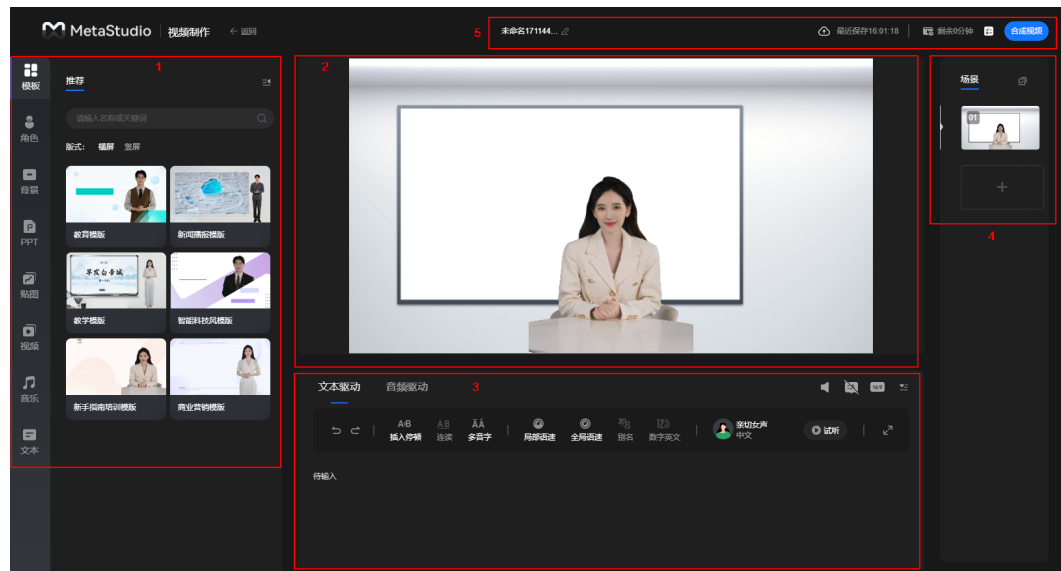 MetaStudio 视频制作 ← 返回
5 未命名171144... 最近保存16:01:18 剩余0分钟 合成视频
1
2
模板
推荐
场景
请输入名称或关键词
01
角色
版式: 横屏 竖屏
背景
PPT
教育模版 新闻播报模版
4
贴图
教学模版 智能科技风模版
视频
音乐
新手指南培训模版 商业营销模版
文本
文本驱动 音频驱动 3
16:9
插入停顿 连读 多音字 局部语速 全局语速 别名 数字英文 亲切女声 中文 试听
待输入